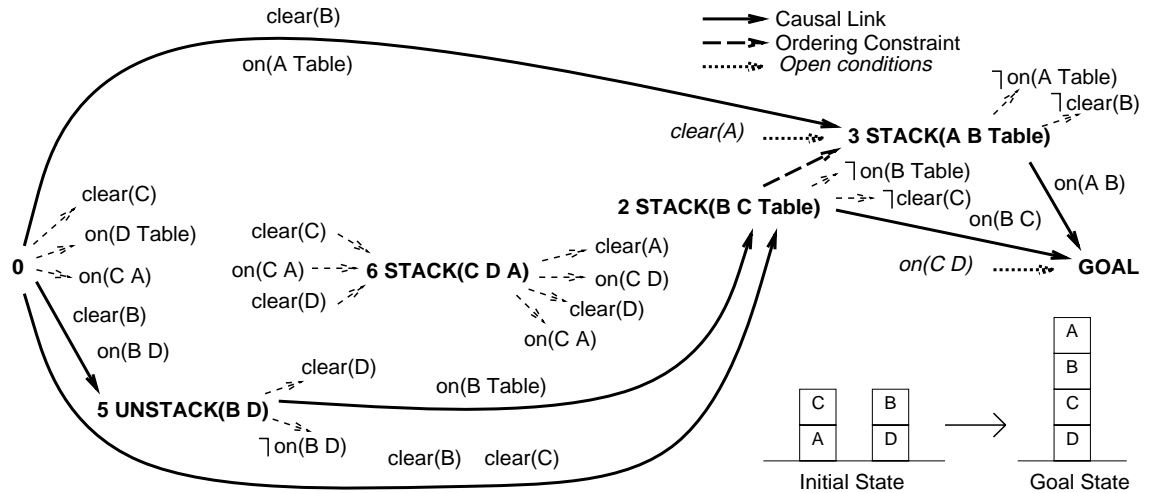 clear(B)
on(A Table)
Causal Link
Ordering Constraint
Open conditions
clear(A)
3 STACK(A B Table)
┐on(A Table)
┐clear(B)
on(A B)
clear(C)
on(D Table)
0
on(C A)
clear(B)
on(B D)
clear(C)
on(C A)
clear(D)
6 STACK(C D A)
clear(A)
on(C D)
clear(D)
on(C A)
2 STACK(B C Table)
┐on(B Table)
┐clear(C)
on(B C)
on(C D)
GOAL
5 UNSTACK(B D)
clear(D)
┐on(B D)
on(B Table)
clear(B) clear(C)
C B
A D
Initial State
A
B
C
D
Goal State